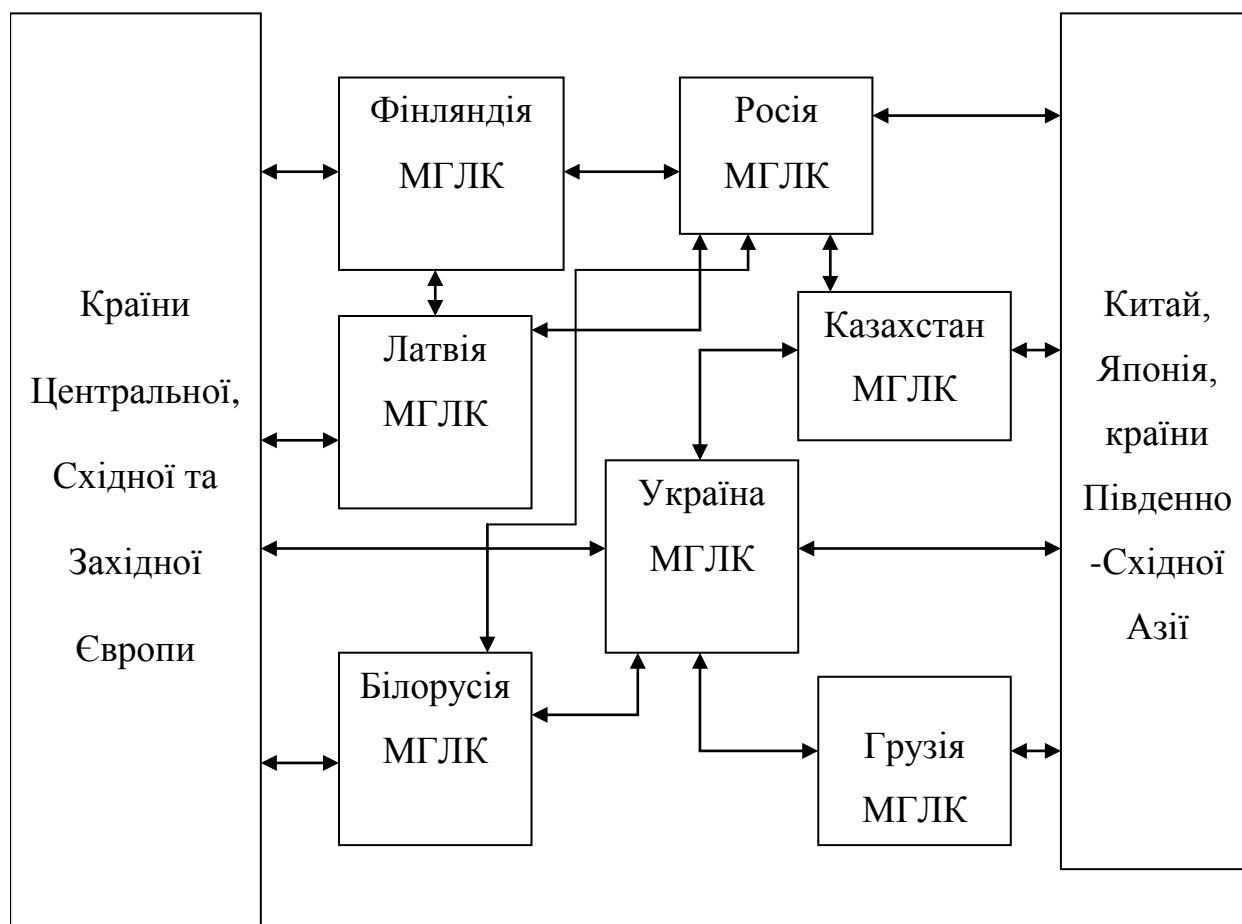 Країни
Центральної,
Східної та
Західної
Європи
Фінляндія
МГЛК
Росія
МГЛК
Латвія
МГЛК
Казахстан
МГЛК
Україна
МГЛК
Білорусія
МГЛК
Грузія
МГЛК
Китай,
Японія,
країни
Південно
-Східної
Азії